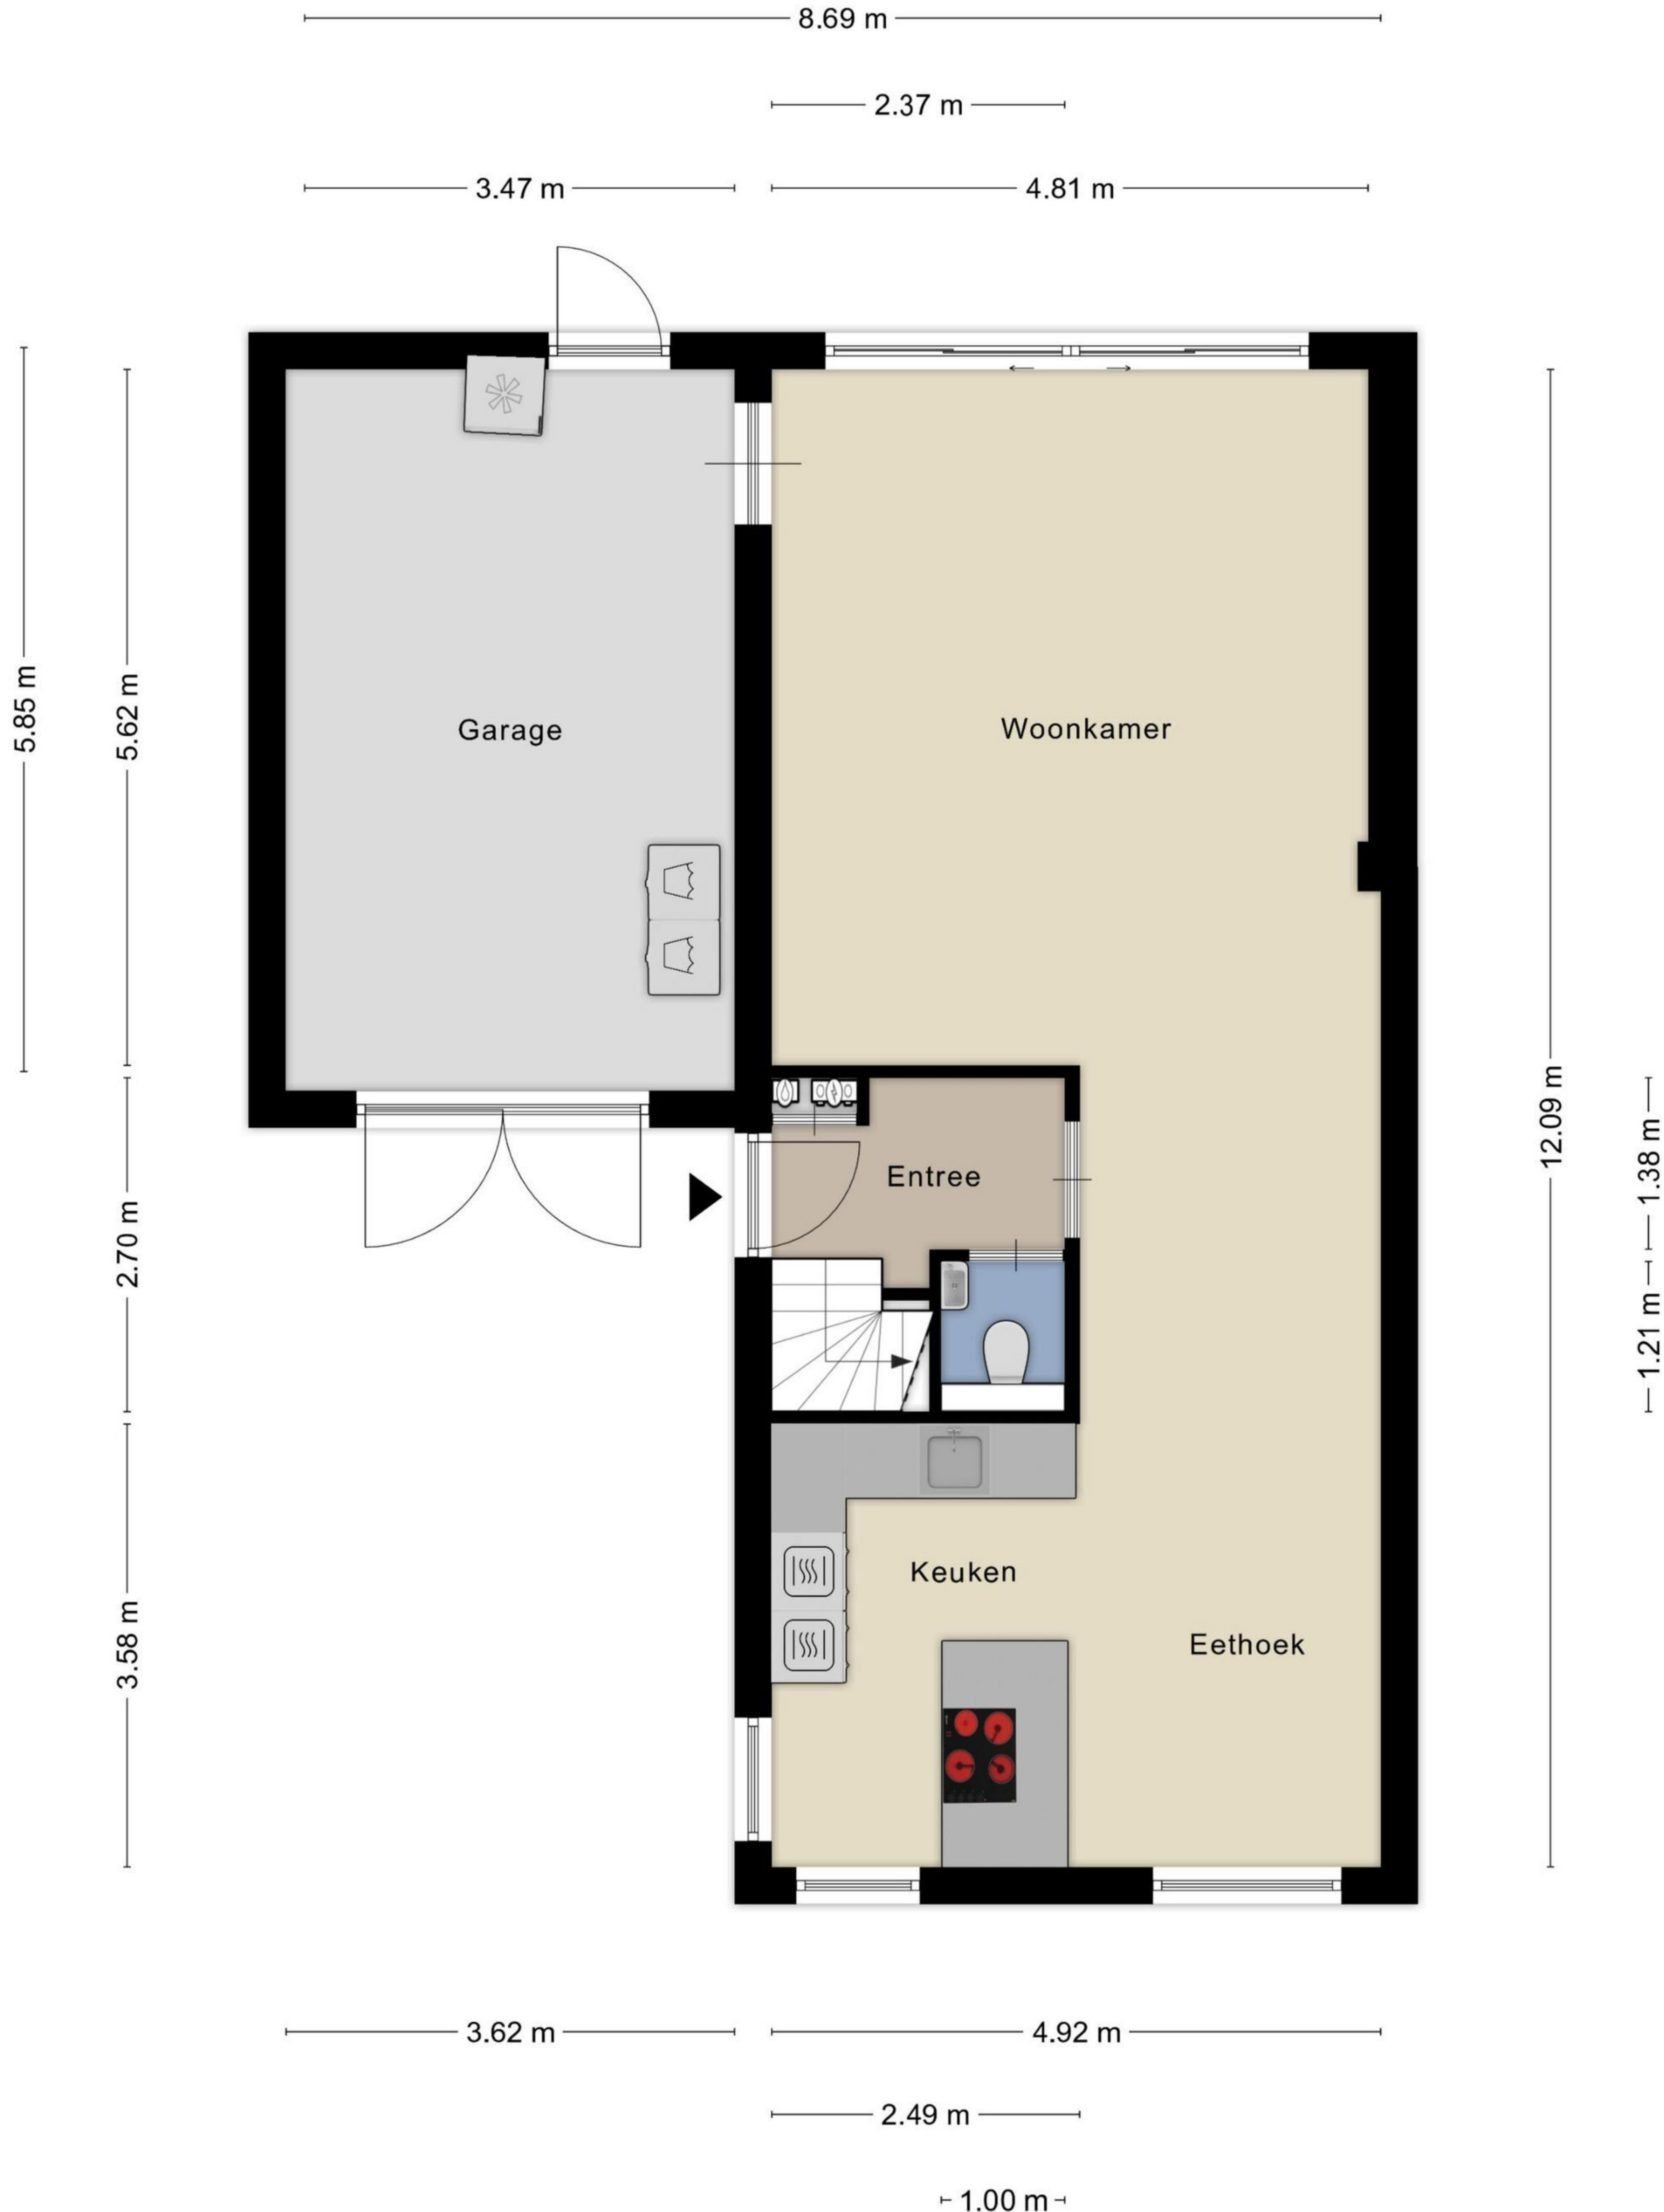 8.69 m
2.37 m
3.47 m
4.81 m
5.85 m
5.62 m
Garage
Woonkamer
12.09 m
1.38 m
Entree
2.70 m
1.21 m
Keuken
Eethoek
3.58 m
3.62 m
4.92 m
2.49 m
1.00 m